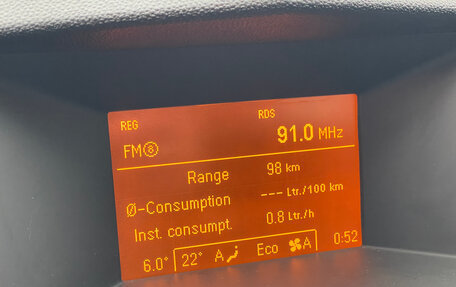 REG RDS
FM⑧ 91.0 MHz
Range 98 km
Ø-Consumption --- Ltr./100 km
Inst. consumpt. 0.8 Ltr./h
6.0° 22° A Eco A 0:52